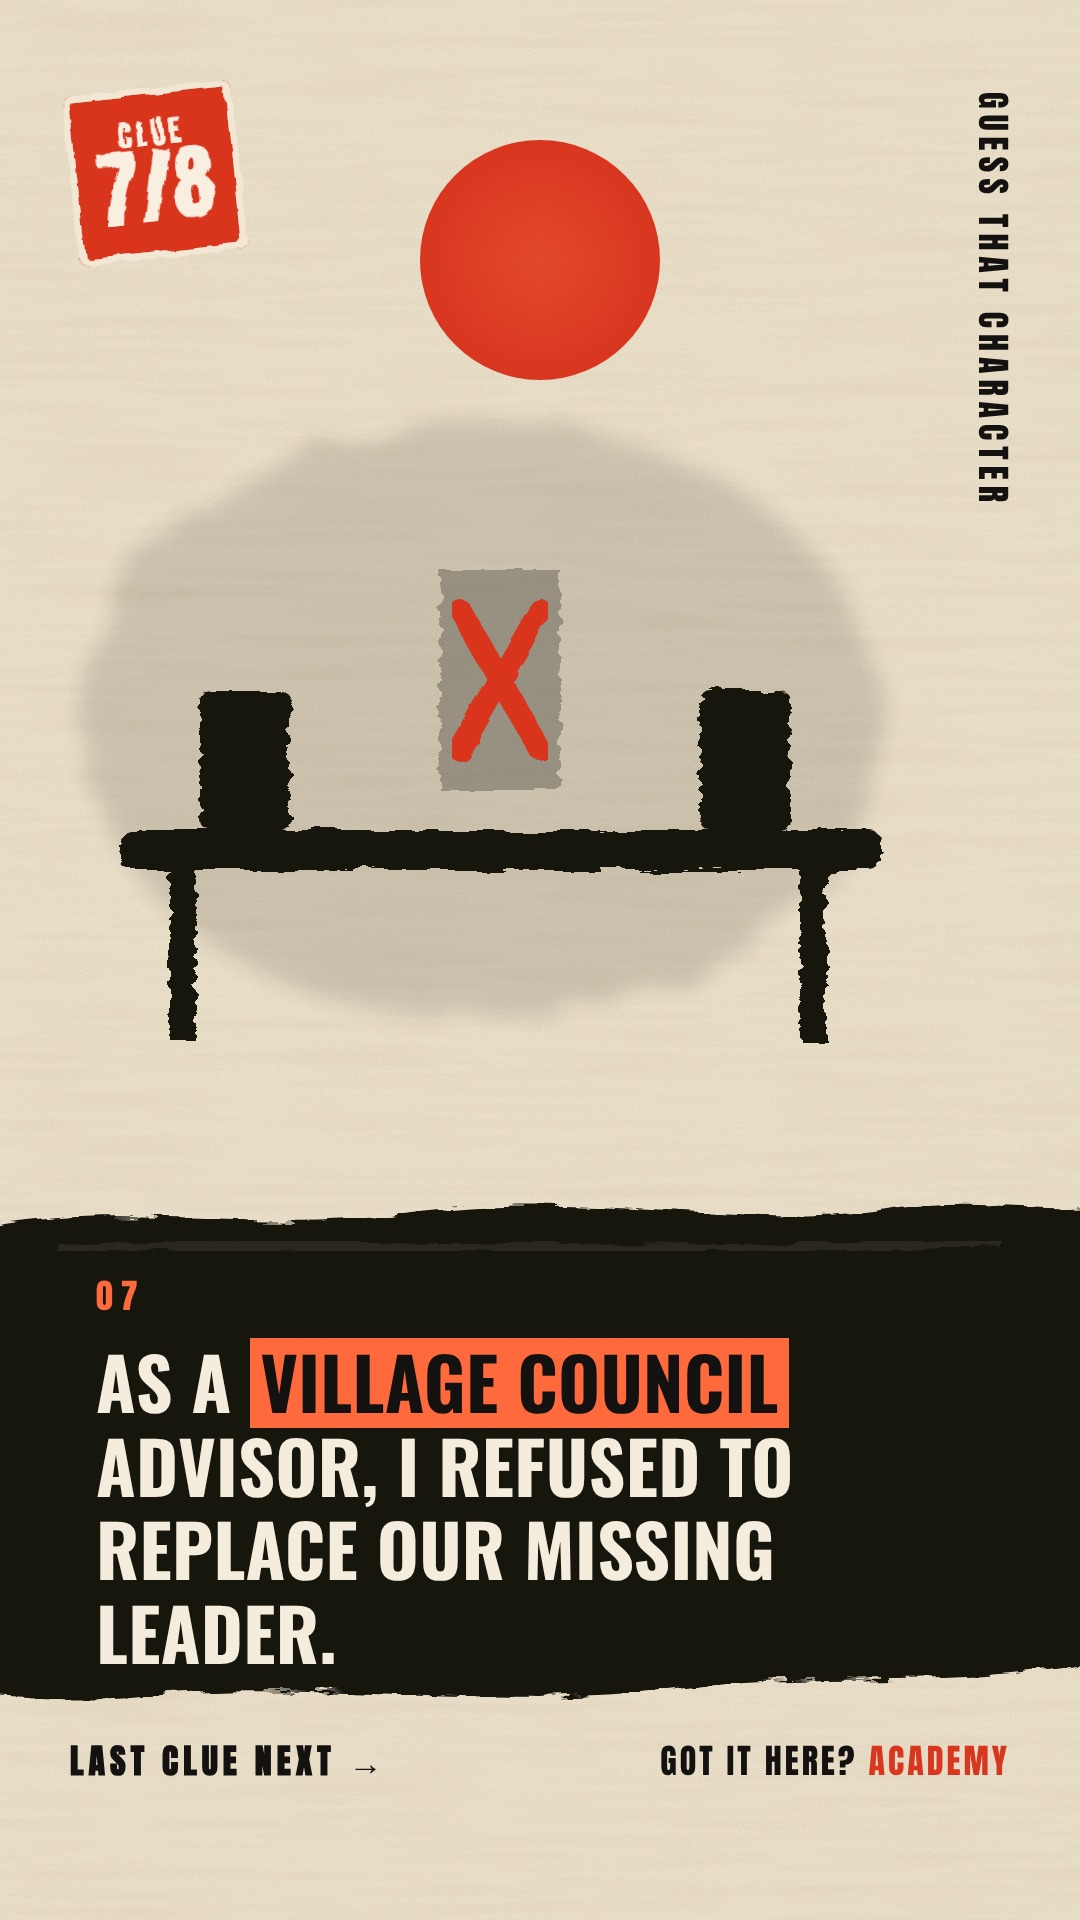 CLUE
7/8
GUESS THAT CHARACTER
X
07
AS A VILLAGE COUNCIL
ADVISOR, I REFUSED TO
REPLACE OUR MISSING
LEADER.
LAST CLUE NEXT →
GOT IT HERE? ACADEMY